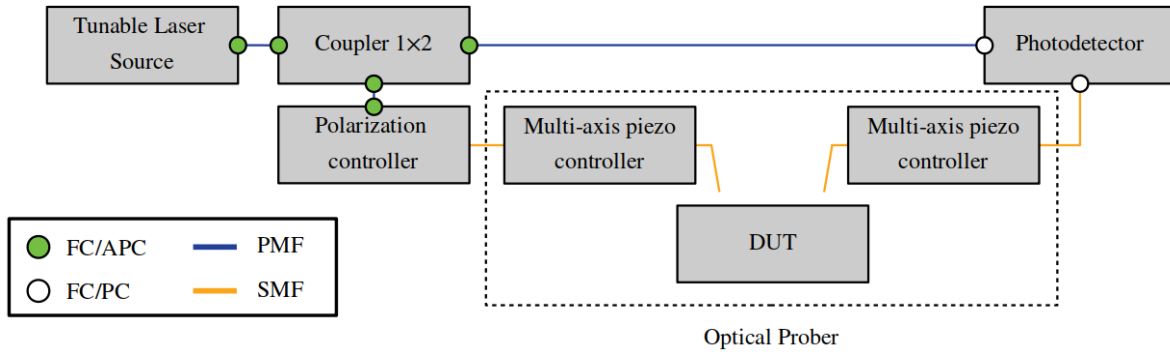 Tunable Laser
Source
Coupler 1×2
Photodetector
Polarization
controller
Multi-axis piezo
controller
Multi-axis piezo
controller
DUT
FC/APC
PMF
FC/PC
SMF
Optical Prober